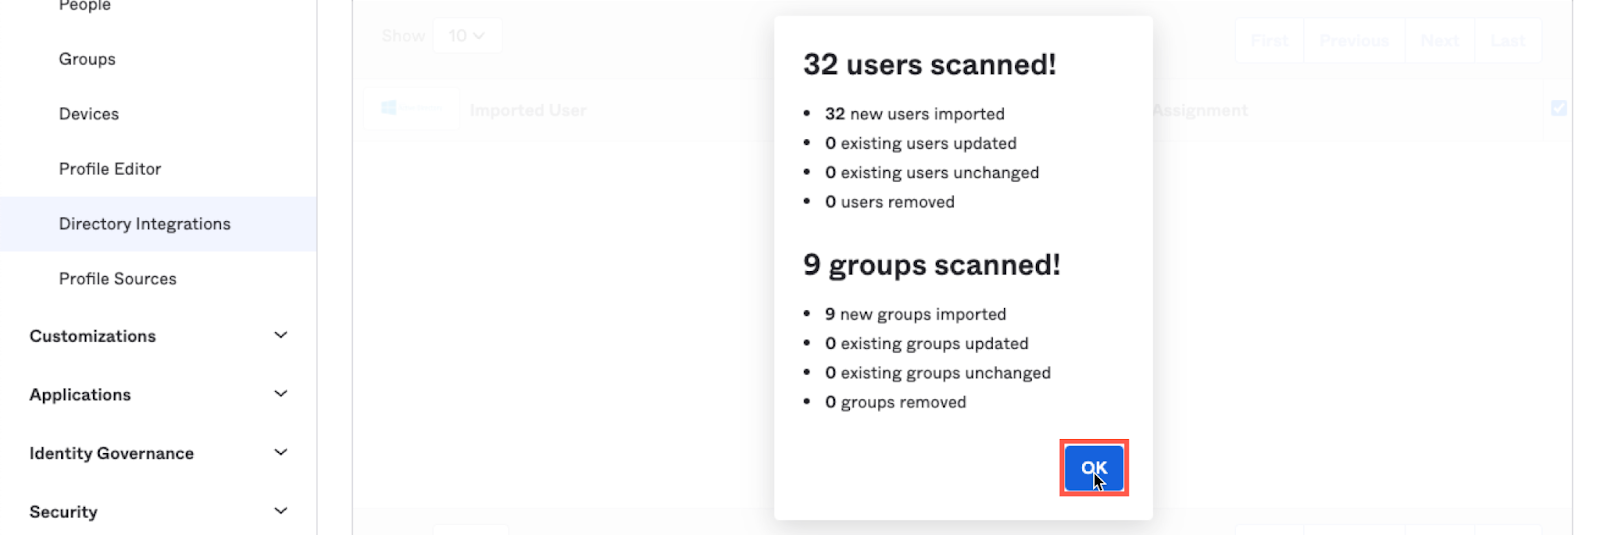 People
Groups
Devices
Profile Editor
Directory Integrations
Profile Sources
Customizations
Applications
Identity Governance
Security
Show 10
First Previous Next Last
Imported User
Assignment
32 users scanned!
32 new users imported
0 existing users updated
0 existing users unchanged
0 users removed
9 groups scanned!
9 new groups imported
0 existing groups updated
0 existing groups unchanged
0 groups removed
OK